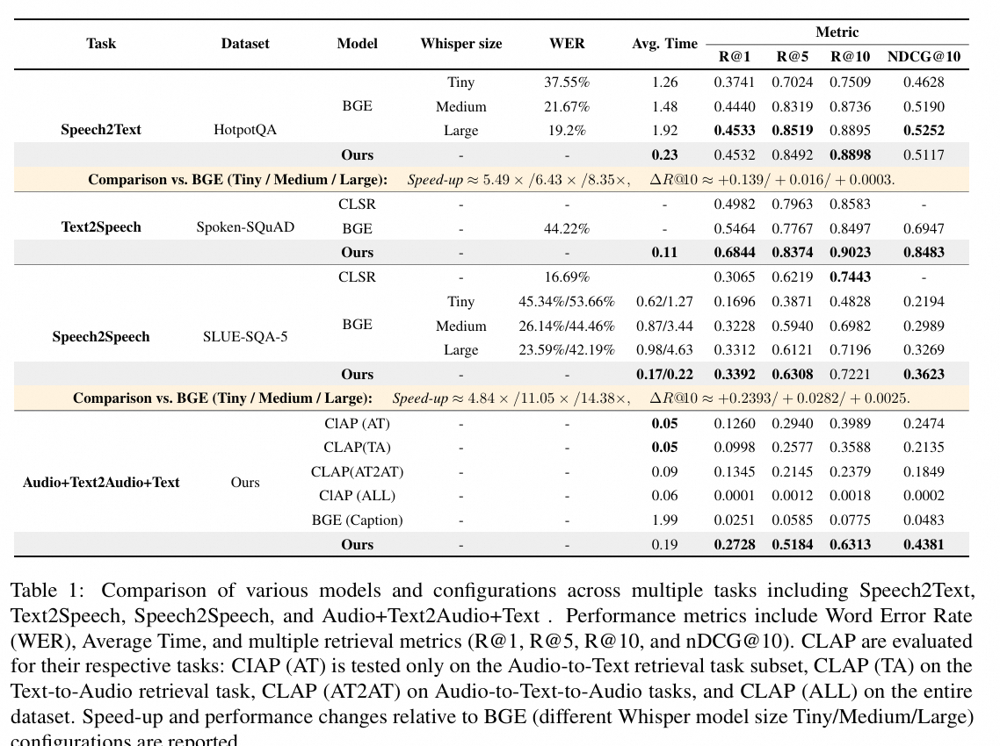 Task Dataset Model Whisper size WER Avg. Time Metric
R@1 R@5 R@10 NDCG@10
Speech2Text HotpotQA BGE Tiny 37.55% 1.26 0.3741 0.7024 0.7509 0.4628
Medium 21.67% 1.48 0.4440 0.8319 0.8736 0.5190
Large 19.2% 1.92 0.4533 0.8519 0.8895 0.5252
Ours - - 0.23 0.4532 0.8492 0.8898 0.5117
Comparison vs. BGE (Tiny / Medium / Large): Speed-up ≈ 5.49 × /6.43 × /8.35×, ΔR@10 ≈ +0.139/ + 0.016/ + 0.0003.
Text2Speech Spoken-SQuAD CLSR - - - 0.4982 0.7963 0.8583 -
BGE - 44.22% - 0.5464 0.7767 0.8497 0.6947
Ours - - 0.11 0.6844 0.8374 0.9023 0.8483
Speech2Speech SLUE-SQA-5 CLSR - 16.69% 0.3065 0.6219 0.7443 -
BGE Tiny 45.34%/53.66% 0.62/1.27 0.1696 0.3871 0.4828 0.2194
Medium 26.14%/44.46% 0.87/3.44 0.3228 0.5940 0.6982 0.2989
Large 23.59%/42.19% 0.98/4.63 0.3312 0.6121 0.7196 0.3269
Ours - - 0.17/0.22 0.3392 0.6308 0.7221 0.3623
Comparison vs. BGE (Tiny / Medium / Large): Speed-up ≈ 4.84 × /11.05 × /14.38×, ΔR@10 ≈ +0.2393/ + 0.0282/ + 0.0025.
Audio+Text2Audio+Text Ours ClAP (AT) - - 0.05 0.1260 0.2940 0.3989 0.2474
CLAP(TA) - - 0.05 0.0998 0.2577 0.3588 0.2135
CLAP(AT2AT) - - 0.09 0.1345 0.2145 0.2379 0.1849
ClAP (ALL) - - 0.06 0.0001 0.0012 0.0018 0.0002
BGE (Caption) - - 1.99 0.0251 0.0585 0.0775 0.0483
Ours - - 0.19 0.2728 0.5184 0.6313 0.4381
Table 1: Comparison of various models and configurations across multiple tasks including Speech2Text,
Text2Speech, Speech2Speech, and Audio+Text2Audio+Text . Performance metrics include Word Error Rate
(WER), Average Time, and multiple retrieval metrics (R@1, R@5, R@10, and nDCG@10). CLAP are evaluated
for their respective tasks: ClAP (AT) is tested only on the Audio-to-Text retrieval task subset, CLAP (TA) on the
Text-to-Audio retrieval task, CLAP (AT2AT) on Audio-to-Text-to-Audio tasks, and CLAP (ALL) on the entire
dataset. Speed-up and performance changes relative to BGE (different Whisper model size Tiny/Medium/Large)
configurations are reported.